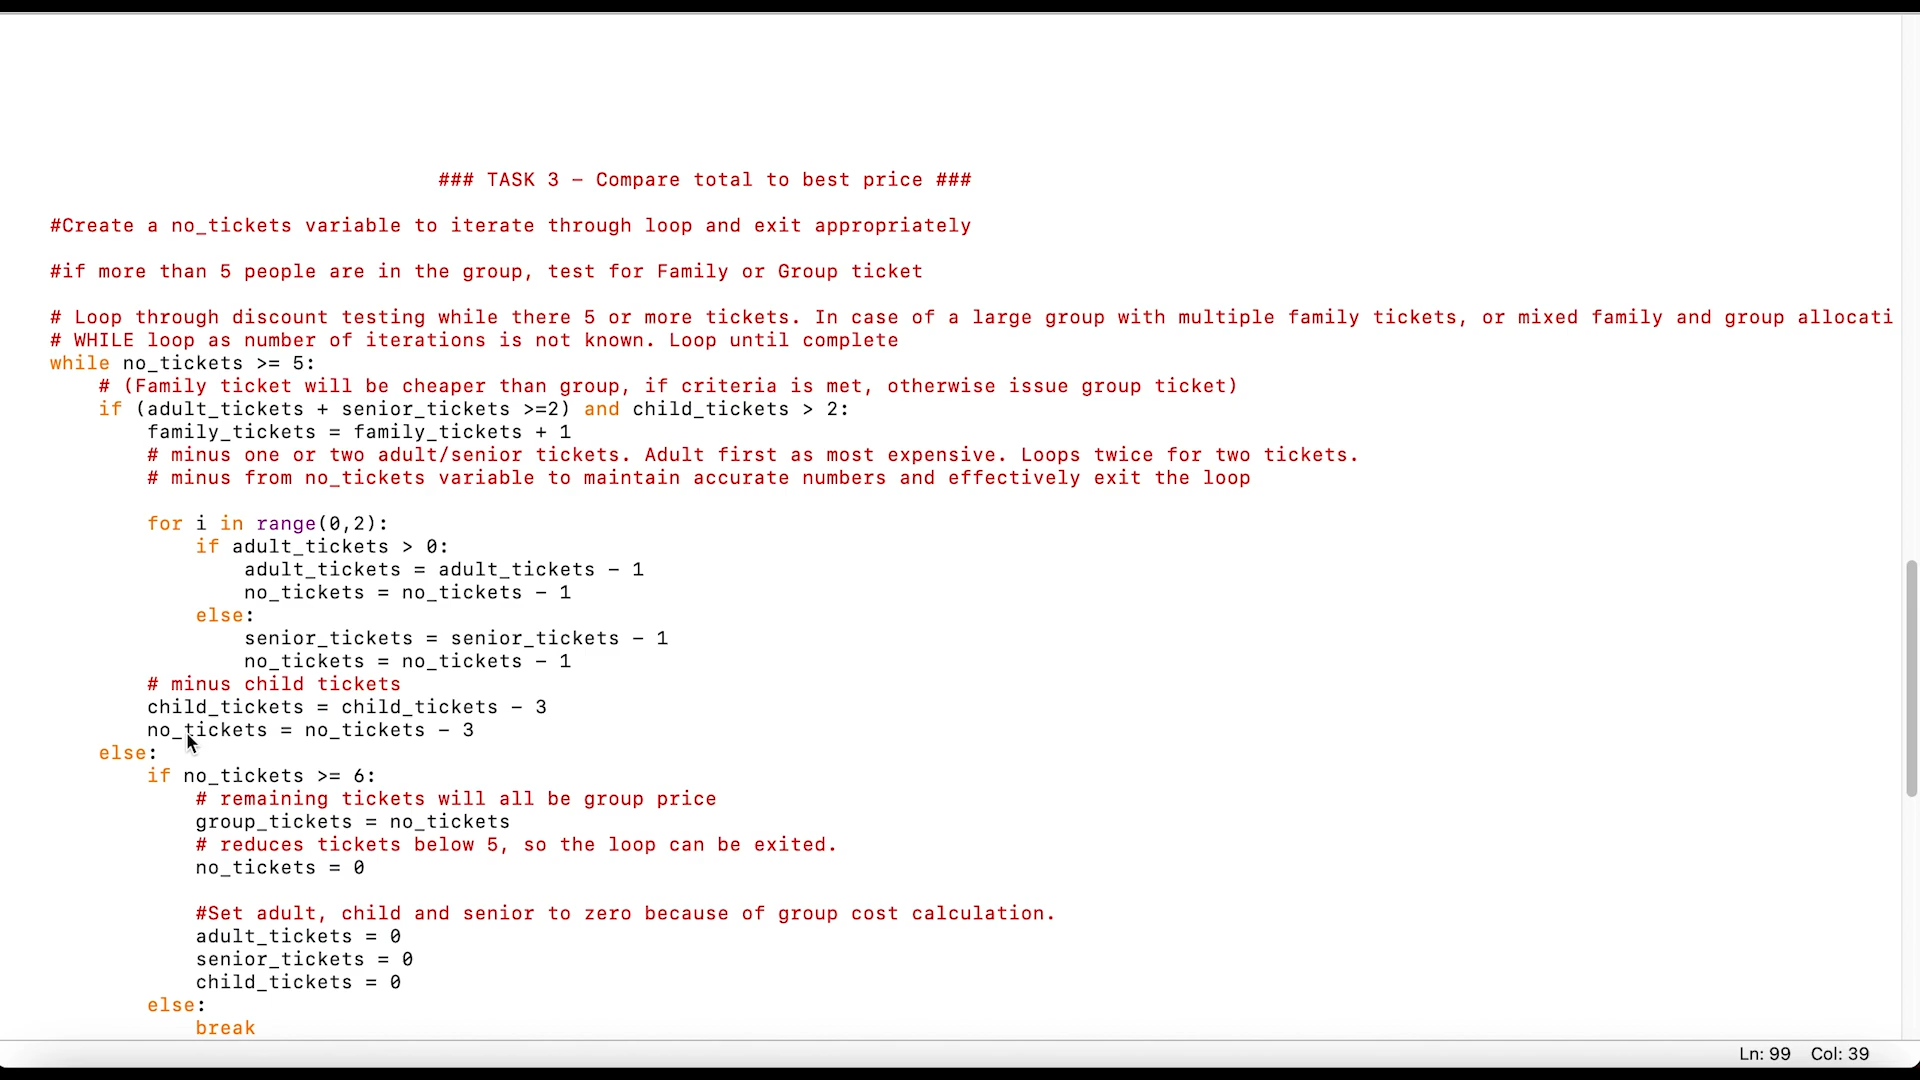 ### TASK 3 – Compare total to best price ###
#Create a no_tickets variable to iterate through loop and exit appropriately
#if more than 5 people are in the group, test for Family or Group ticket
# Loop through discount testing while there 5 or more tickets. In case of a large group with multiple family tickets, or mixed family and group allocati
# WHILE loop as number of iterations is not known. Loop until complete
while no_tickets >= 5:
    # (Family ticket will be cheaper than group, if criteria is met, otherwise issue group ticket)
    if (adult_tickets + senior_tickets >=2) and child_tickets > 2:
        family_tickets = family_tickets + 1
        # minus one or two adult/senior tickets. Adult first as most expensive. Loops twice for two tickets.
        # minus from no_tickets variable to maintain accurate numbers and effectively exit the loop
        for i in range(0,2):
            if adult_tickets > 0:
                adult_tickets = adult_tickets – 1
                no_tickets = no_tickets – 1
            else:
                senior_tickets = senior_tickets – 1
                no_tickets = no_tickets – 1
        # minus child tickets
        child_tickets = child_tickets – 3
        no_tickets = no_tickets – 3
    else:
        if no_tickets >= 6:
            # remaining tickets will all be group price
            group_tickets = no_tickets
            # reduces tickets below 5, so the loop can be exited.
            no_tickets = 0
            #Set adult, child and senior to zero because of group cost calculation.
            adult_tickets = 0
            senior_tickets = 0
            child_tickets = 0
        else:
            break
Ln: 99 Col: 39